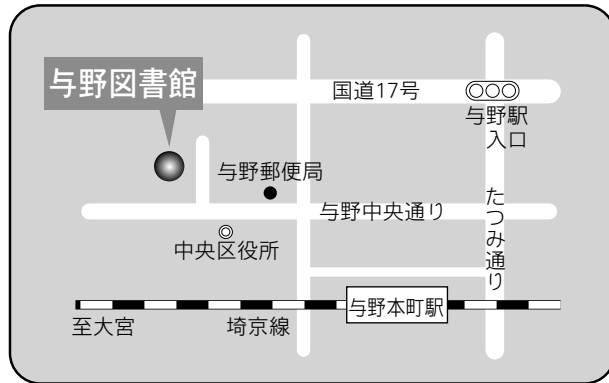 与野図書館
国道17号
与野駅
入口
与野郵便局
与野中央通り
たつみ通り
中央区役所
与野本町駅
至大宮
埼京線